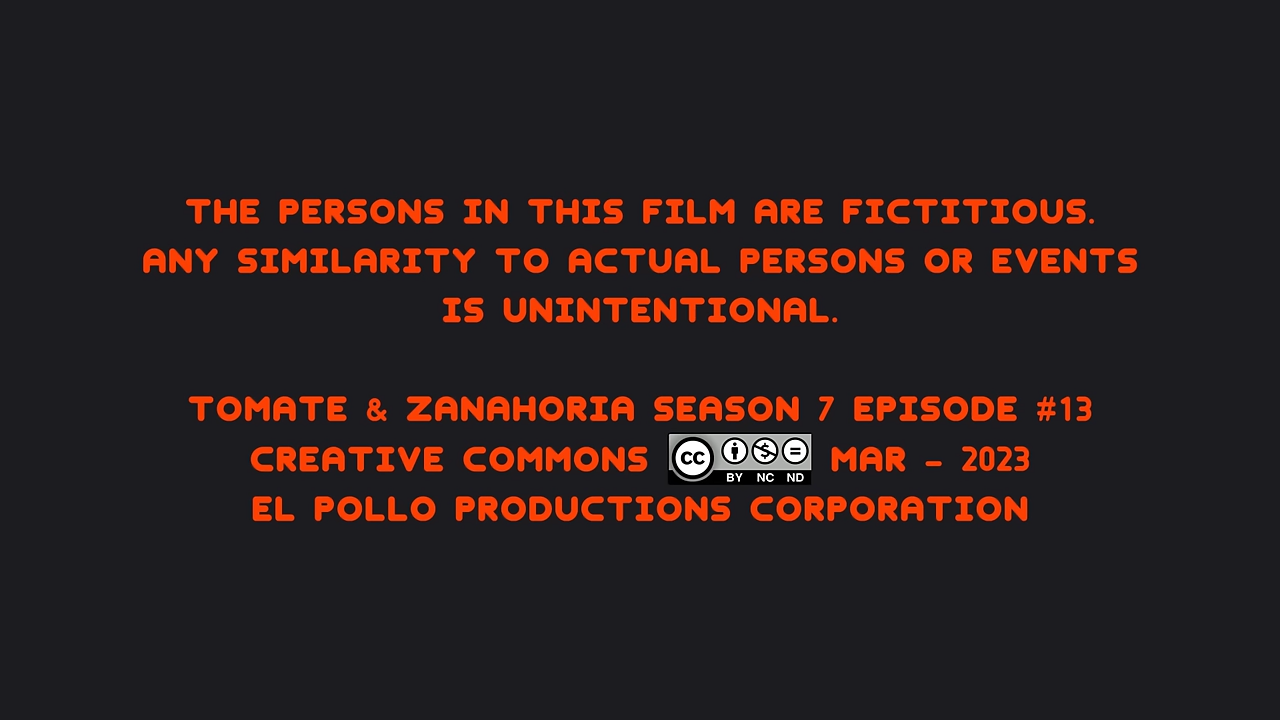 THE PERSONS IN THIS FILM ARE FICTITIOUS.
ANY SIMILARITY TO ACTUAL PERSONS OR EVENTS
IS UNINTENTIONAL.
TOMATE & ZANAHORIA SEASON 7 EPISODE #13
CREATIVE COMMONS CC BY NC ND MAR - 2023
EL POLLO PRODUCTIONS CORPORATION